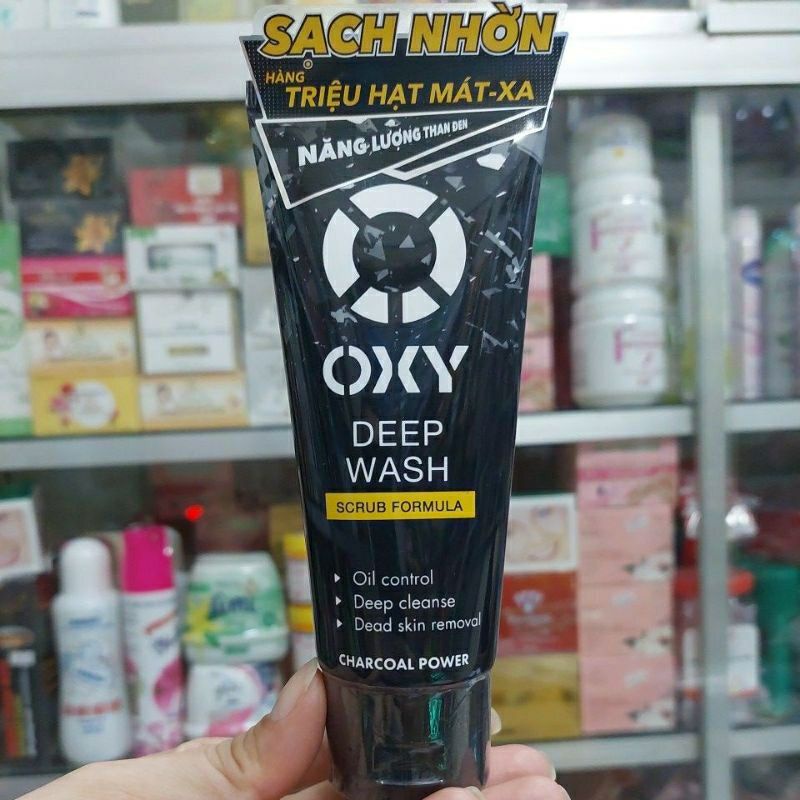 SẠCH NHỜN
HÀNG
TRIỆU HẠT MÁT-XA
NĂNG LƯỢNG THAN ĐEN
OXY
DEEP
WASH
SCRUB FORMULA
Oil control
Deep cleanse
Dead skin removal
CHARCOAL POWER